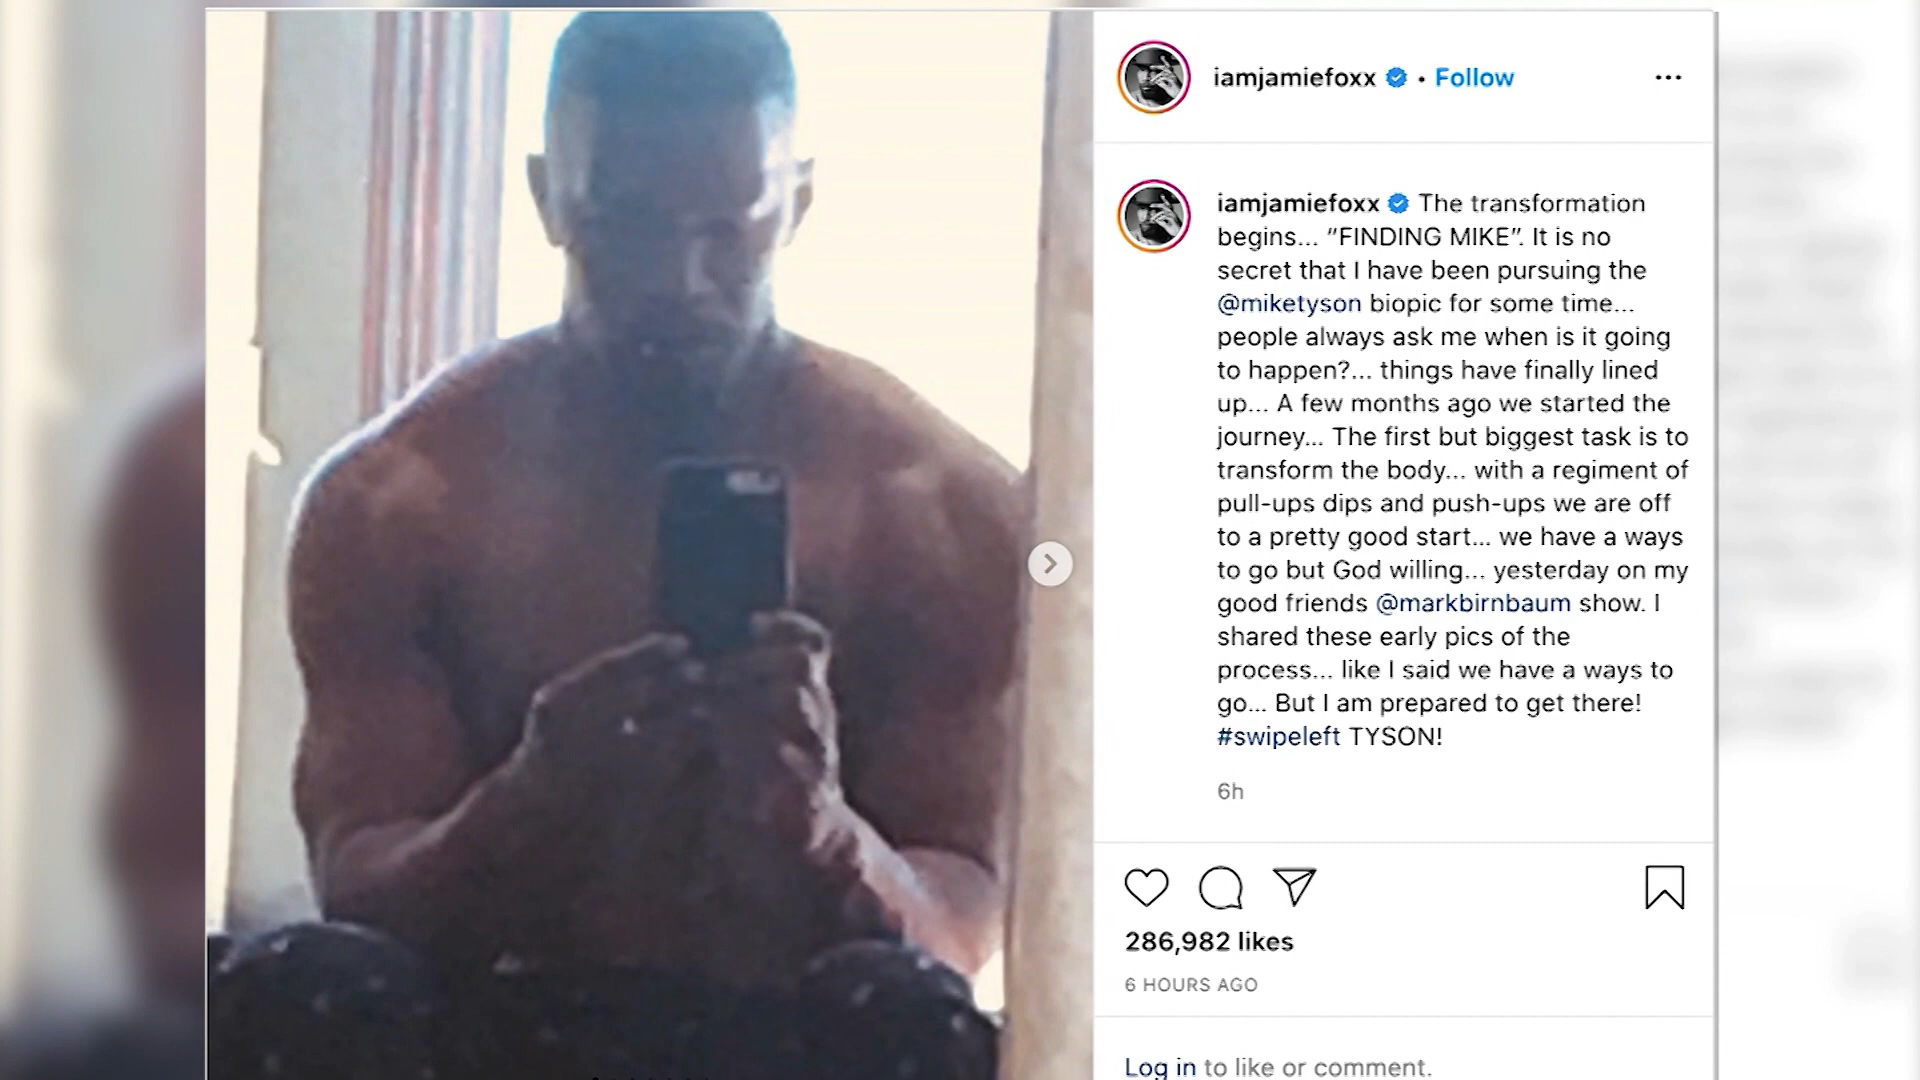 iamjamiefoxx • Follow
iamjamiefoxx The transformation
begins... “FINDING MIKE”. It is no
secret that I have been pursuing the
@miketyson biopic for some time...
people always ask me when is it going
to happen?... things have finally lined
up... A few months ago we started the
journey... The first but biggest task is to
transform the body... with a regiment of
pull-ups dips and push-ups we are off
to a pretty good start... we have a ways
to go but God willing... yesterday on my
good friends @markbirnbaum show. I
shared these early pics of the
process... like I said we have a ways to
go... But I am prepared to get there!
#swipeleft TYSON!
6h
286,982 likes
6 HOURS AGO
Log in to like or comment.